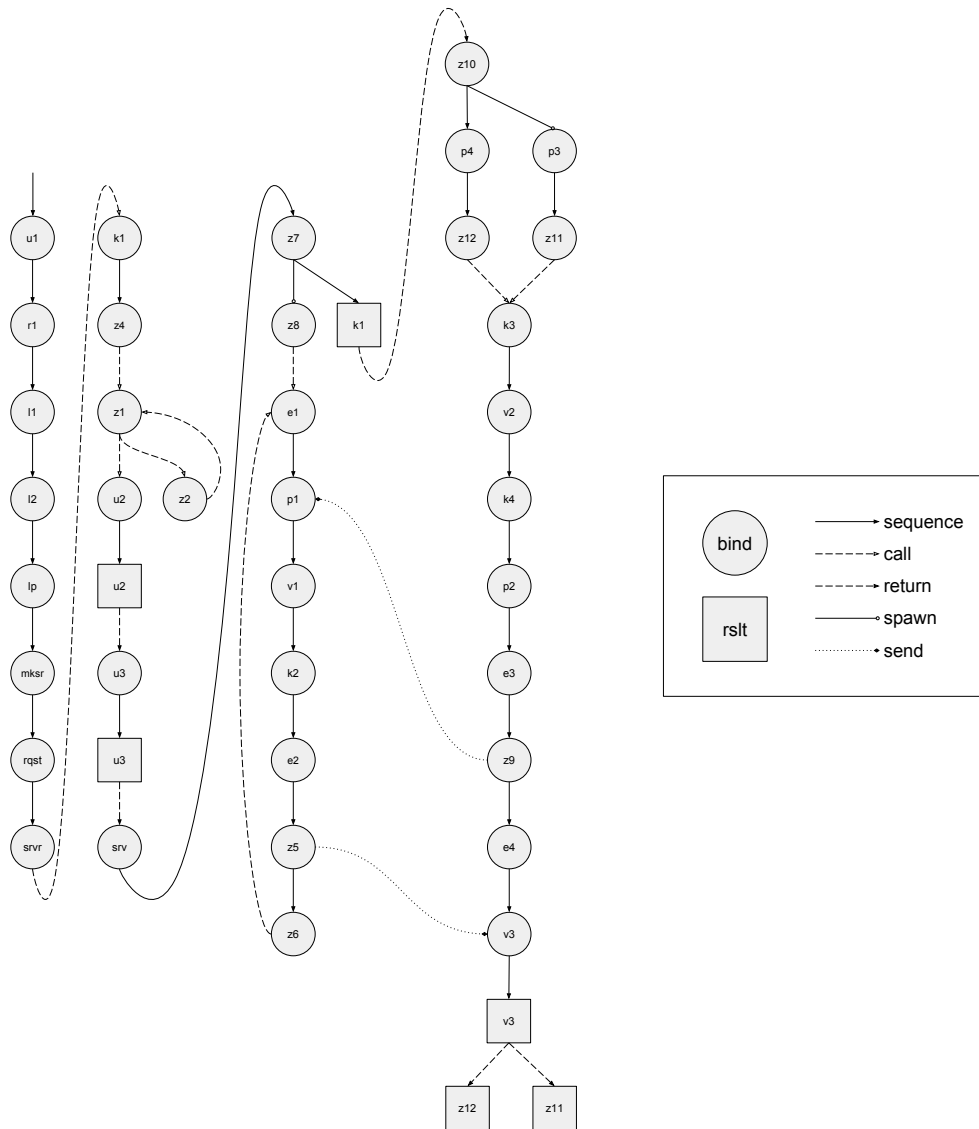 u1
r1
l1
l2
lp
mksr
rqst
srvr
k1
z4
z1
u2
z2
u2
u3
u3
srv
z7
z8
k1
e1
p1
v1
k2
e2
z5
z6
z10
p4
p3
z12
z11
k3
v2
k4
p2
e3
z9
e4
v3
v3
z12
z11
bind
rslt
sequence
call
return
spawn
send